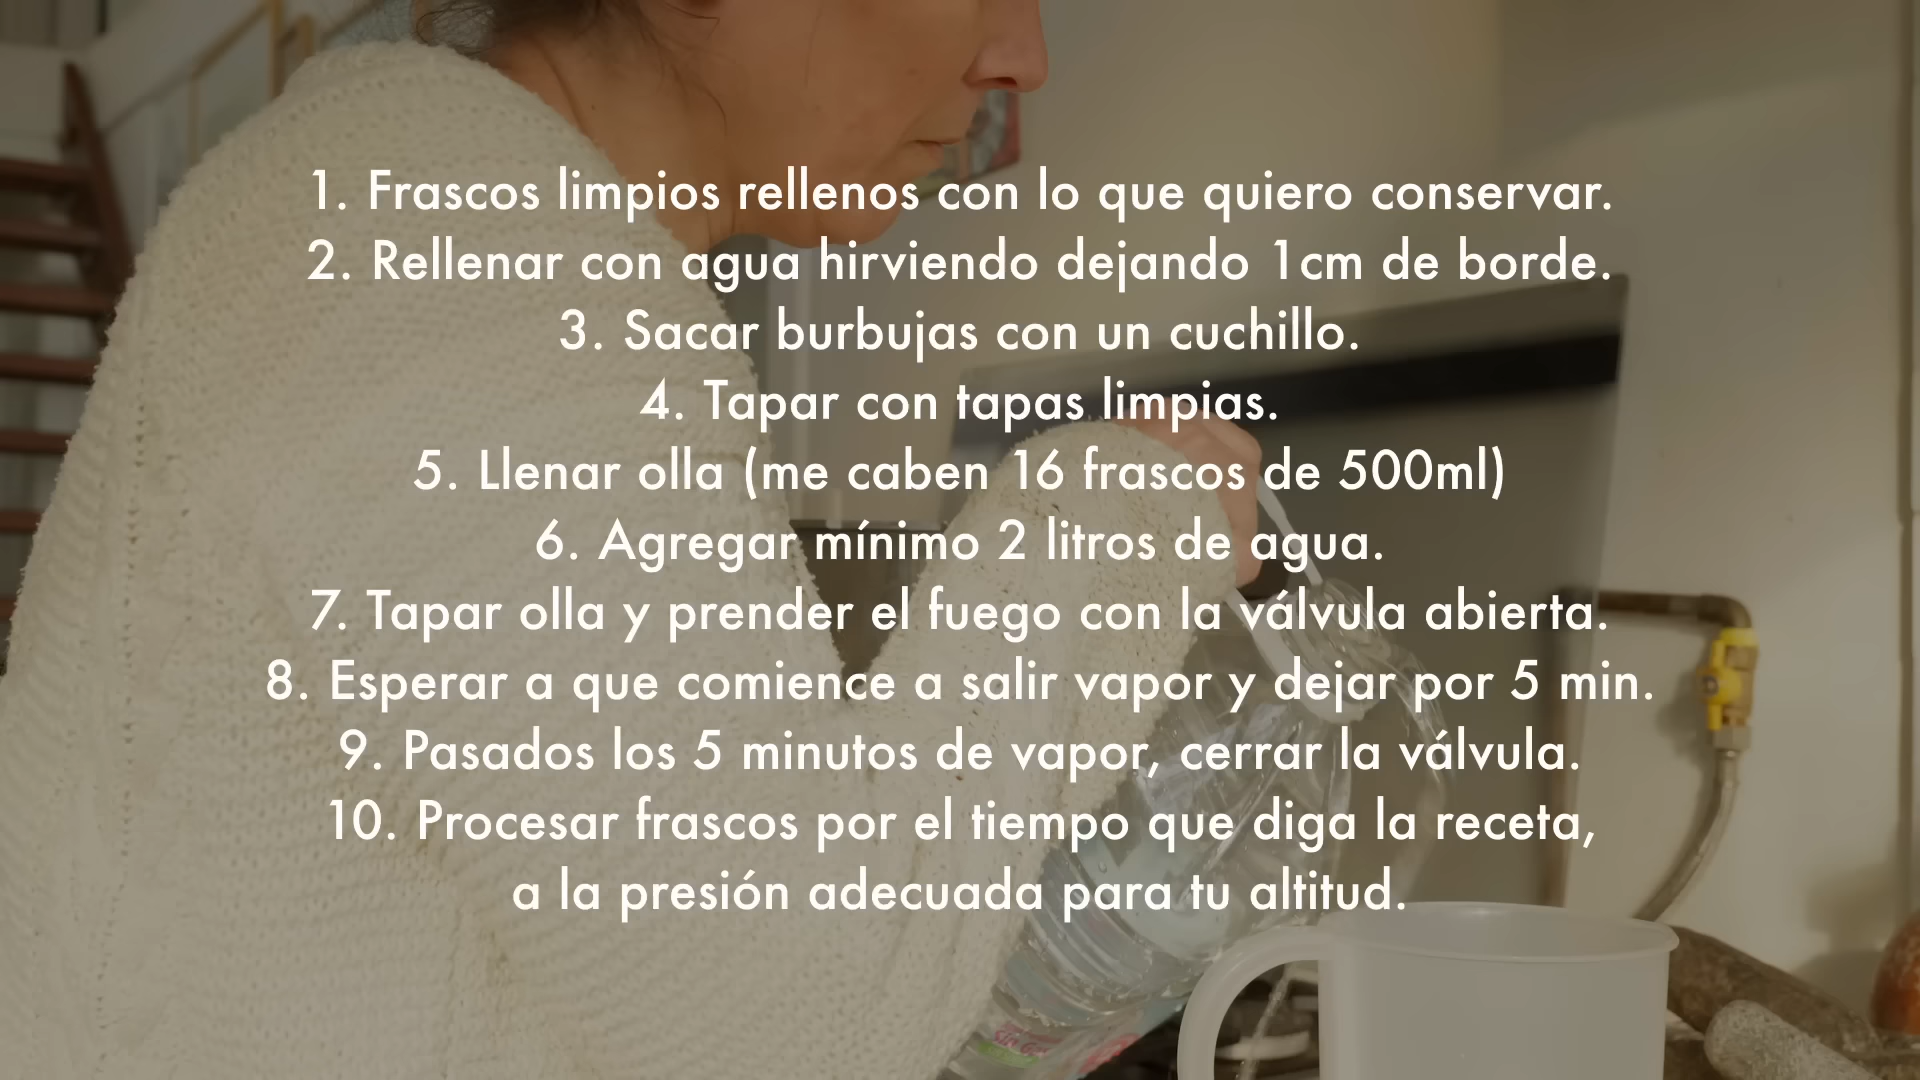 1. Frascos limpios rellenos con lo que quiero conservar.
2. Rellenar con agua hirviendo dejando 1cm de borde.
3. Sacar burbujas con un cuchillo.
4. Tapar con tapas limpias.
5. Llenar olla (me caben 16 frascos de 500ml)
6. Agregar mínimo 2 litros de agua.
7. Tapar olla y prender el fuego con la válvula abierta.
8. Esperar a que comience a salir vapor y dejar por 5 min.
9. Pasados los 5 minutos de vapor, cerrar la válvula.
10. Procesar frascos por el tiempo que diga la receta,
a la presión adecuada para tu altitud.